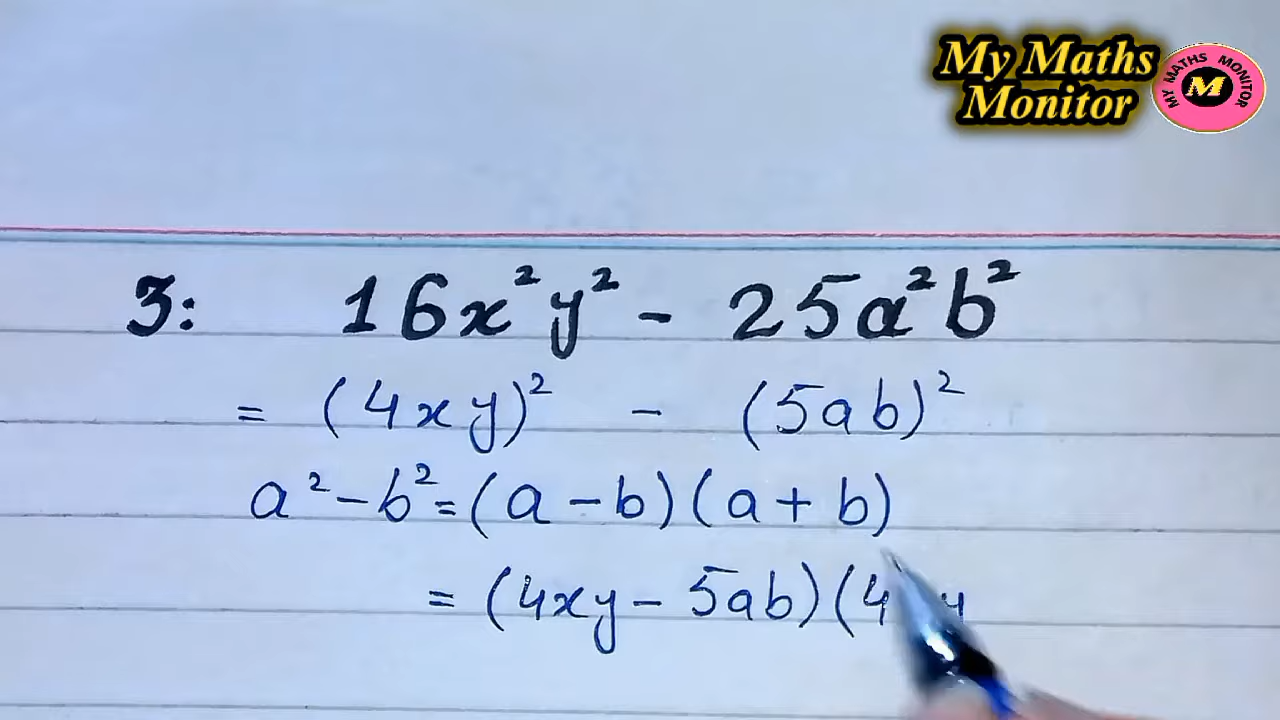 My Maths
Monitor
MY MATHS MONITOR
M
3: 16x²y² - 25a²b²
= (4xy)² - (5ab)²
a² - b² = (a - b)(a + b)
= (4xy - 5ab)(4